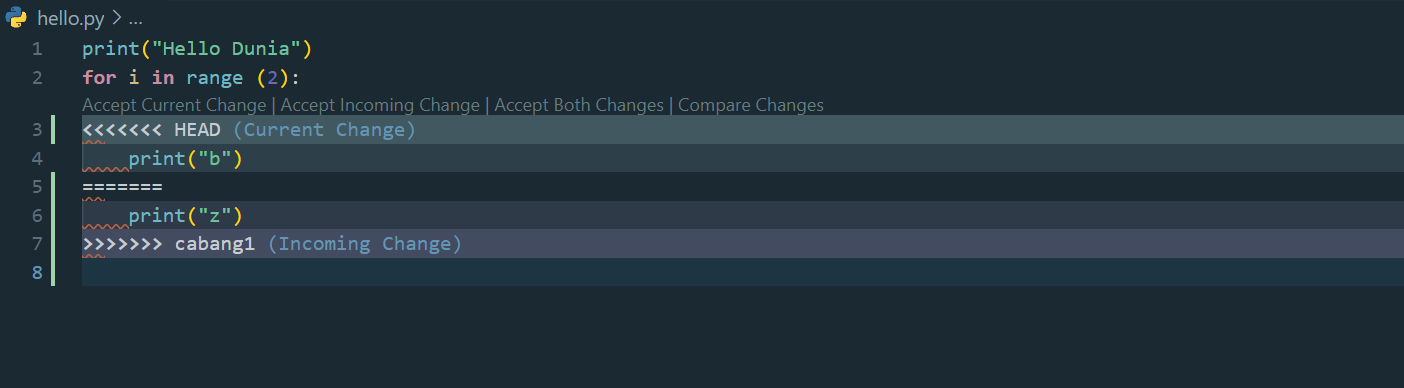 hello.py > ...
1 print("Hello Dunia")
2 for i in range (2):
Accept Current Change | Accept Incoming Change | Accept Both Changes | Compare Changes
3 <<<<<<< HEAD (Current Change)
4     print("b")
5 =======
6     print("z")
7 >>>>>>> cabang1 (Incoming Change)
8